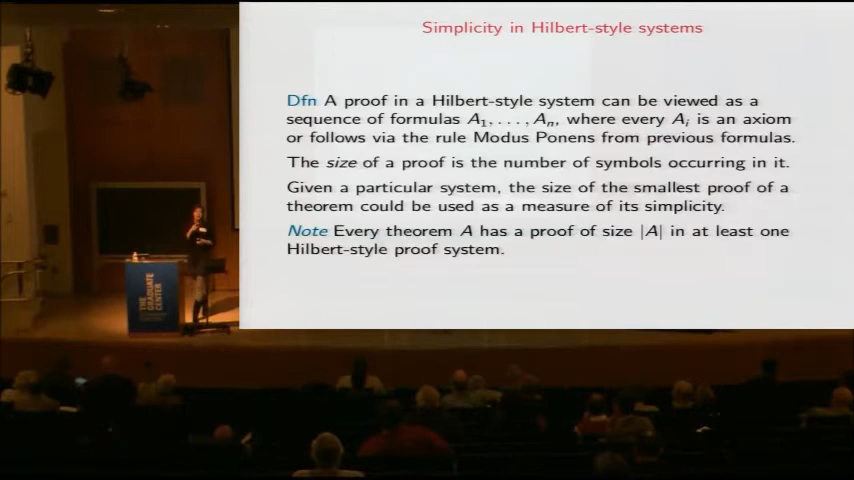 Simplicity in Hilbert-style systems
Dfn A proof in a Hilbert-style system can be viewed as a
sequence of formulas A₁, . . . , Aₙ, where every Aᵢ is an axiom
or follows via the rule Modus Ponens from previous formulas.
The size of a proof is the number of symbols occurring in it.
Given a particular system, the size of the smallest proof of a
theorem could be used as a measure of its simplicity.
Note Every theorem A has a proof of size |A| in at least one
Hilbert-style proof system.
THE
GRADUATE
CENTER